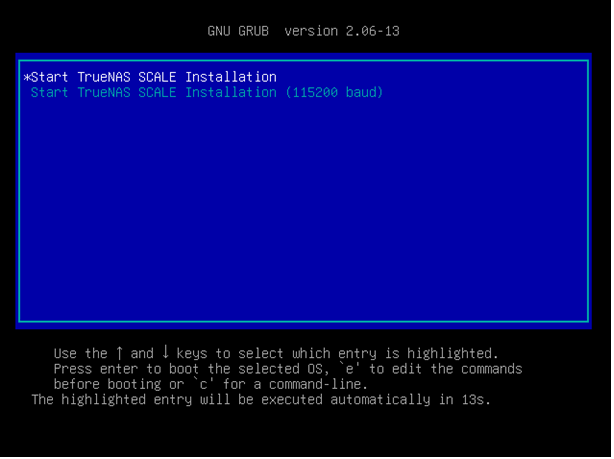 GNU GRUB  version 2.06-13
*Start TrueNAS SCALE Installation
Start TrueNAS SCALE Installation (115200 baud)
Use the ↑ and ↓ keys to select which entry is highlighted.
Press enter to boot the selected OS, `e' to edit the commands
before booting or `c' for a command-line.
The highlighted entry will be executed automatically in 13s.